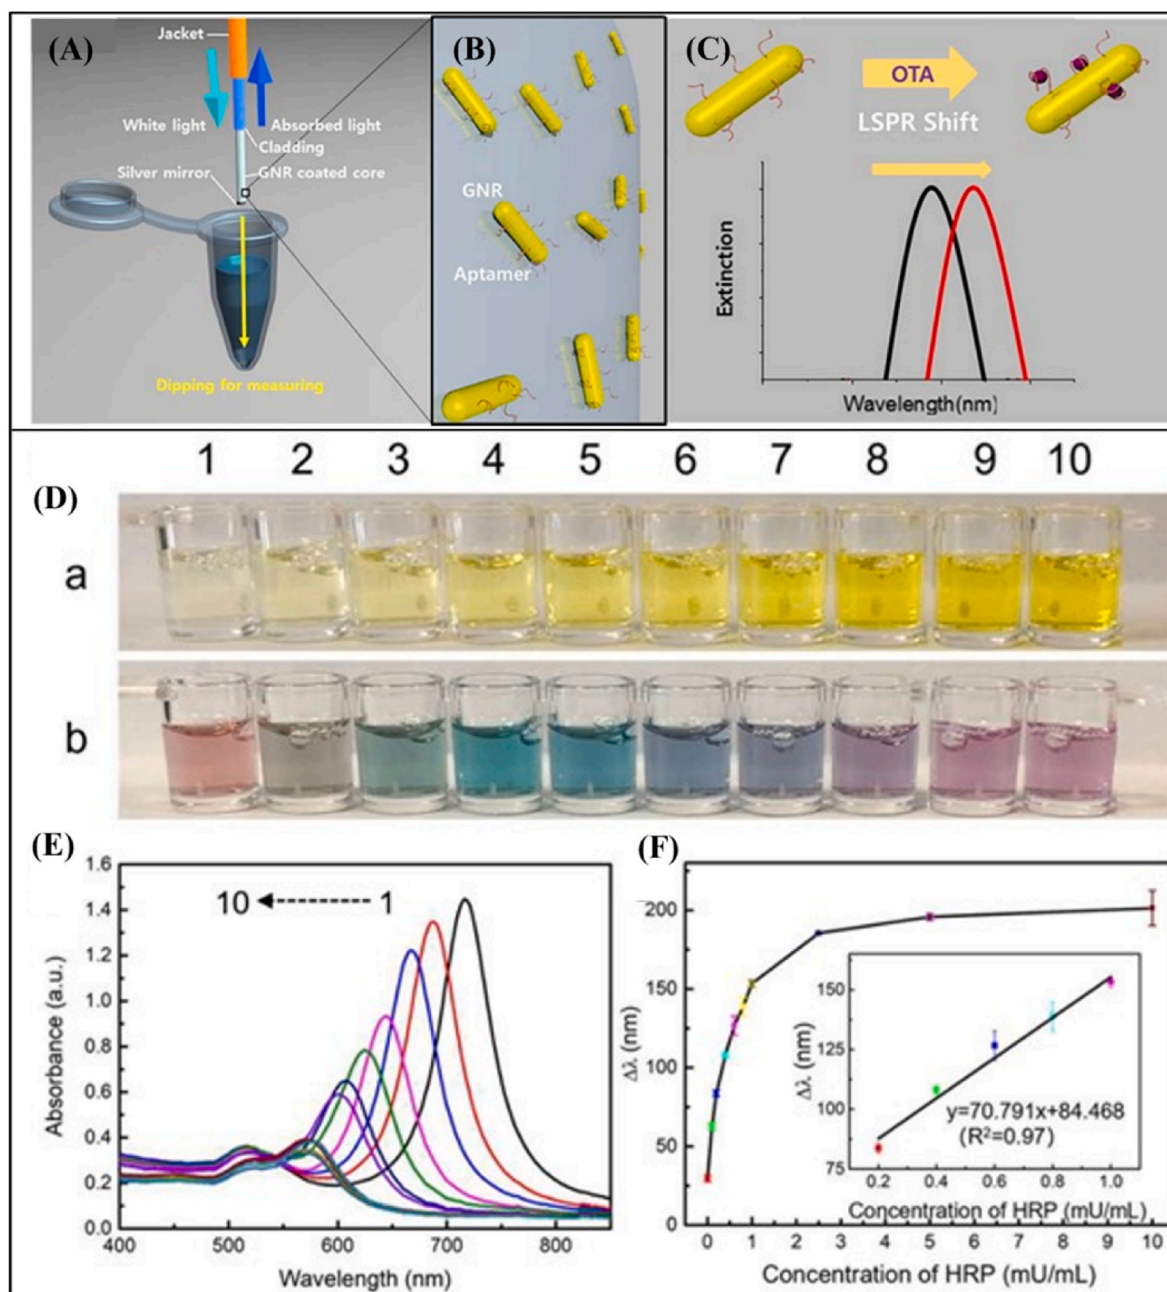 (A)
Jacket
White light
Absorbed light
Cladding
Silver mirror
GNR coated core
Dipping for measuring
(B)
GNR
Aptamer
(C)
OTA
LSPR Shift
Extinction
Wavelength(nm)
(D)
1 2 3 4 5 6 7 8 9 10
a
b
(E)
1.6
1.4
1.2
1.0
0.8
0.6
0.4
0.2
0.0
10 1
Absorbance (a.u.)
400 500 600 700 800
Wavelength (nm)
(F)
200
150
100
50
0
Δλ (nm)
0 1 2 3 4 5 6 7 8 9 10
Concentration of HRP (mU/mL)
150
125
100
75
Δλ (nm)
y=70.791x+84.468
(R²=0.97)
0.2 0.4 0.6 0.8 1.0
Concentration of HRP (mU/mL)